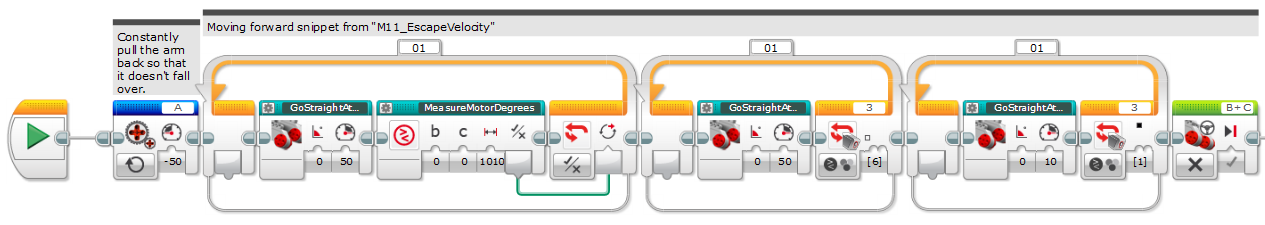 Moving forward snippet from "M11_EscapeVelocity"
Constantly
pull the arm
back so that
it doesn't fall
over.
01
01
01
A
GoStraightAt...
MeasureMotorDegrees
GoStraightAt...
3
GoStraightAt...
3
B+C
b c
-50
0 50
0 0 1010
0 50
[6]
0 10
[1]